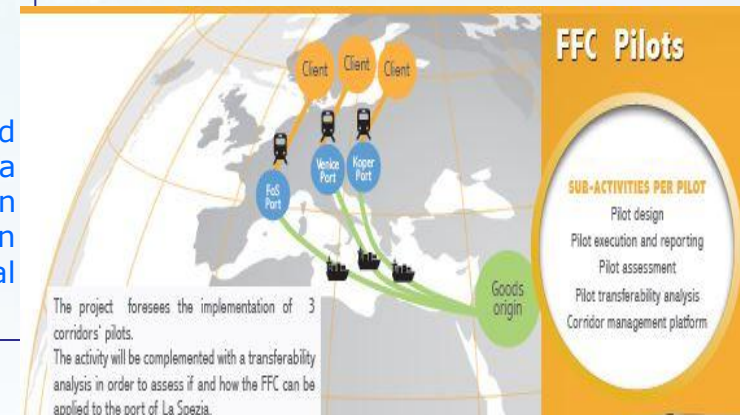 d
a
n
n
al
FFC Pilots
Client
Client
Client
FoS
Port
Venice
Port
Koper
Port
Goods
origin
SUB-ACTIVITIES PER PILOT
Pilot design
Pilot execution and reporting
Pilot assessment
Pilot transferability analysis
Corridor management platform
The project foresees the implementation of 3
corridors' pilots.
The activity will be complemented with a transferability
analysis in order to assess if and how the FFC can be
applied to the port of La Spezia.